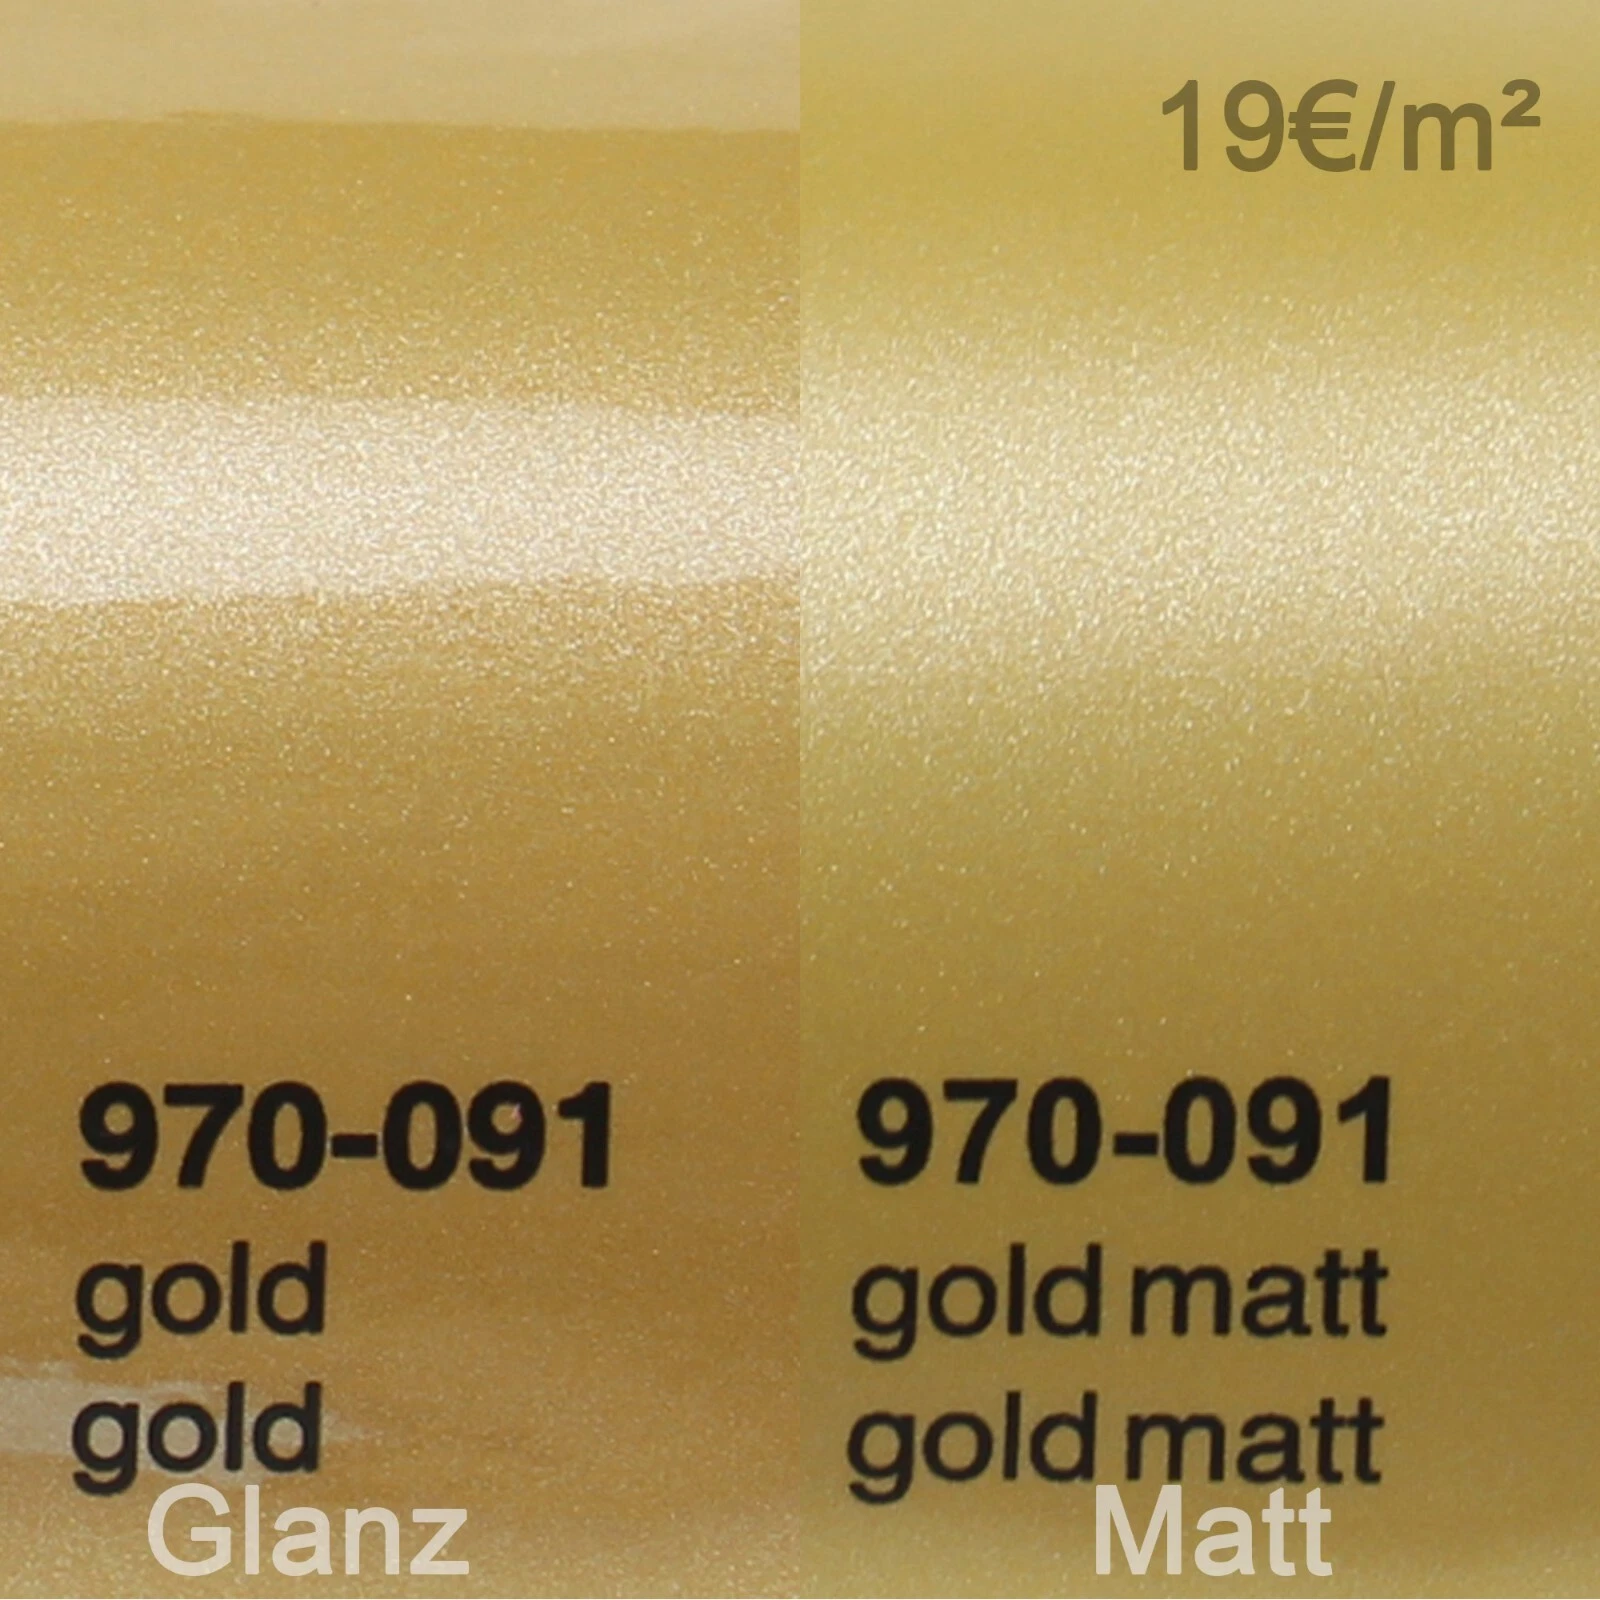 19€/m²
970-091
gold
gold
Glanz
970-091
gold matt
gold matt
Matt